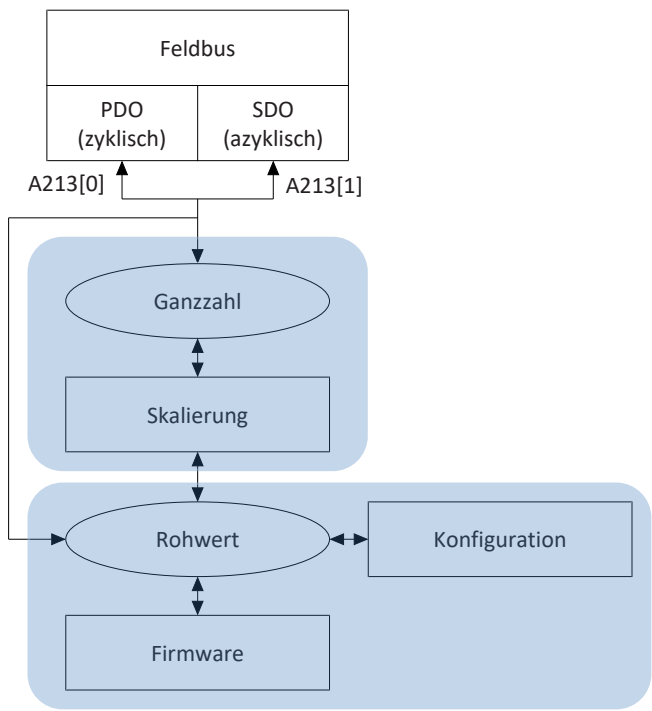 Feldbus
PDO
(zyklisch)
SDO
(azyklisch)
A213[0]
A213[1]
Ganzzahl
Skalierung
Rohwert
Konfiguration
Firmware